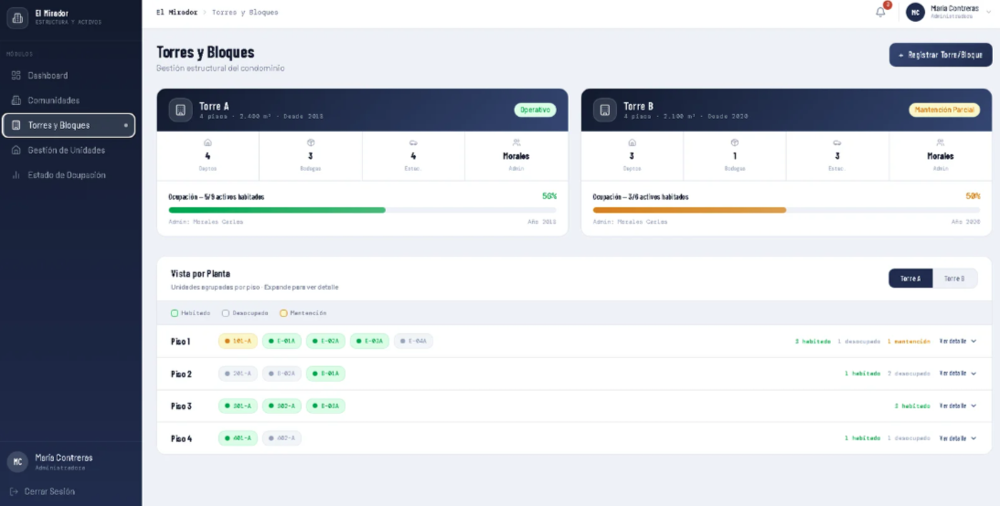 El Mirador
ESTRUCTURA Y ACTIVOS
El Mirador > Torres y Bloques
MC
María Contreras
Administradora
MÓDULOS
Dashboard
Comunidades
Torres y Bloques
Gestión de Unidades
Estado de Ocupación
Torres y Bloques
Gestión estructural del condominio
+ Registrar Torre/Bloque
Torre A
4 pisos · 2.400 m² · Desde 2015
Operativo
4
Deptos
3
Bodegas
4
Estac.
Morales
Admin
Ocupación — 5/9 activos habitados
56%
Admin: Morales Carlas
Año 2015
Torre B
4 pisos · 2.100 m² · Desde 2020
Mantención Parcial
3
Deptos
1
Bodegas
3
Estac.
Morales
Admin
Ocupación — 3/6 activos habitados
50%
Admin: Morales Carlas
Año 2020
Vista por Planta
Unidades agrupadas por piso · Expande para ver detalle
Torre A
Torre B
Habitado
Desocupado
Mantención
Piso 1
101-A
E-01A
E-02A
E-03A
E-04A
3 habitado
1 desocupado
1 mantención
Ver detalle
Piso 2
201-A
B-02A
B-01A
1 habitado
2 desocupado
Ver detalle
Piso 3
301-A
302-A
B-03A
3 habitado
Ver detalle
Piso 4
401-A
402-A
1 habitado
1 desocupado
Ver detalle
MC
María Contreras
Administradora
Cerrar Sesión